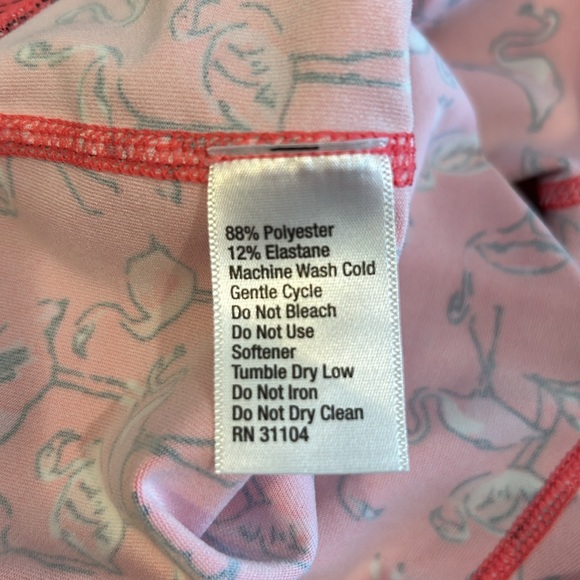 88% Polyester
12% Elastane
Machine Wash Cold
Gentle Cycle
Do Not Bleach
Do Not Use
Softener
Tumble Dry Low
Do Not Iron
Do Not Dry Clean
RN 31104